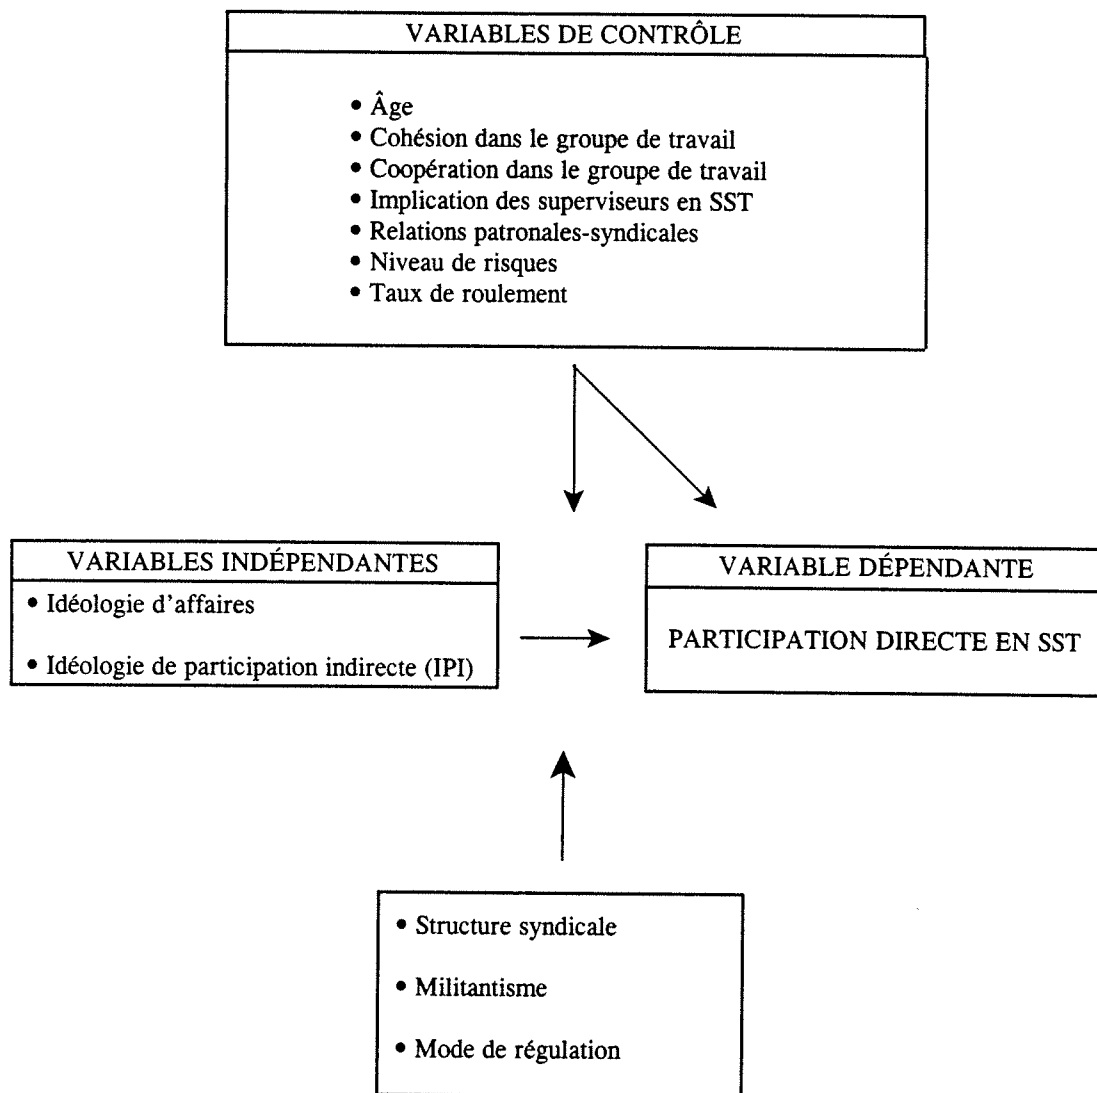 VARIABLES DE CONTRÔLE
• Âge
• Cohésion dans le groupe de travail
• Coopération dans le groupe de travail
• Implication des superviseurs en SST
• Relations patronales-syndicales
• Niveau de risques
• Taux de roulement
VARIABLES INDÉPENDANTES
• Idéologie d'affaires
• Idéologie de participation indirecte (IPI)
VARIABLE DÉPENDANTE
PARTICIPATION DIRECTE EN SST
• Structure syndicale
• Militantisme
• Mode de régulation